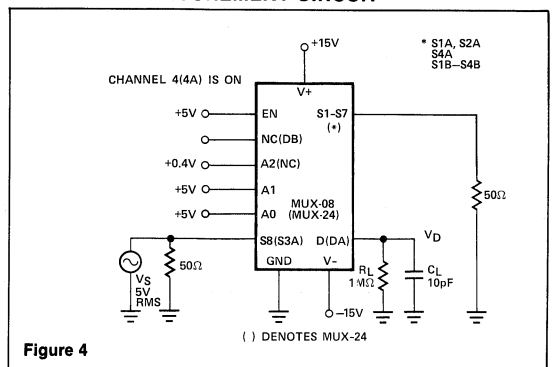 +15V
* S1A, S2A
S4A
S1B–S4B
CHANNEL 4(4A) IS ON
V+
+5V
EN
S1–S7
(*)
NC(DB)
+0.4V
A2(NC)
+5V
A1
50Ω
MUX-08
(MUX-24)
+5V
A0
S8(S3A)
D(DA)
VD
50Ω
GND
V−
VS
5V
RMS
RL
1MΩ
CL
10pF
−15V
( ) DENOTES MUX-24
Figure 4